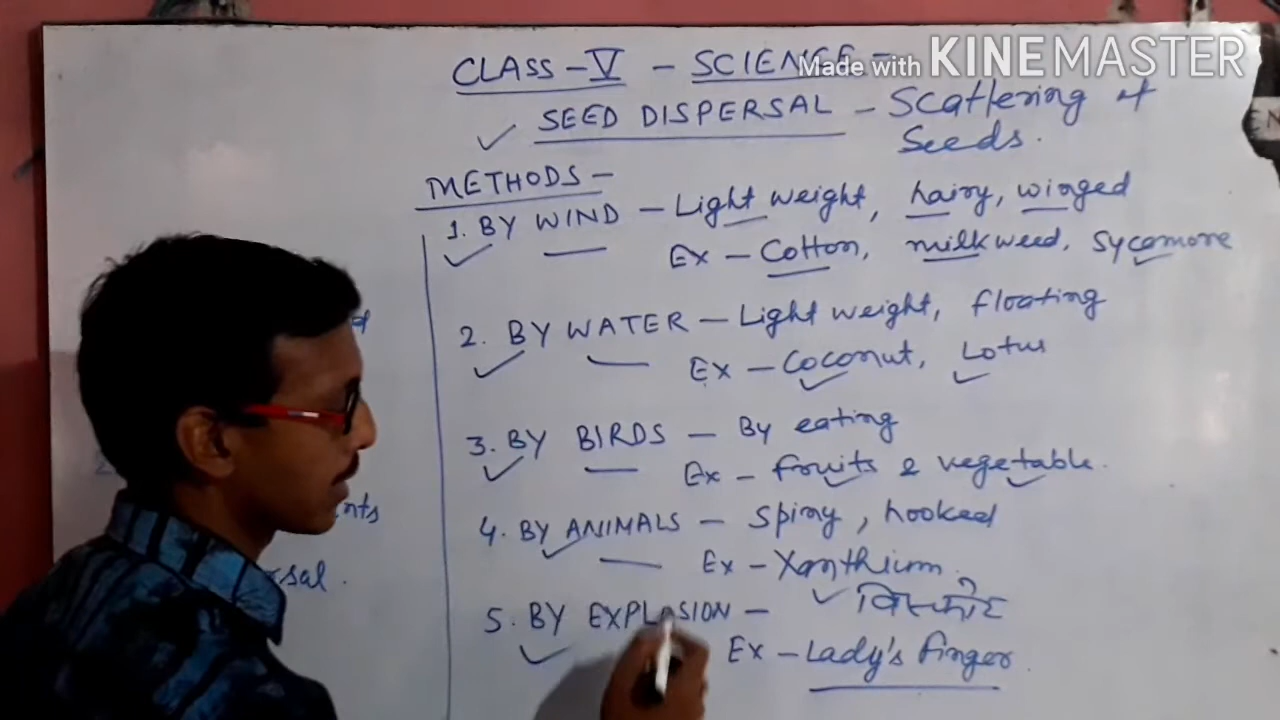 CLASS - V - SCIENCE -
Made with KINEMASTER
SEED DISPERSAL - Scattering of
Seeds.
METHODS -
1. BY WIND - Light weight, hairy, winged
Ex - Cotton, milkweed, Sycamore
2. BY WATER - Light weight, floating
Ex - Coconut, Lotus
3. BY BIRDS - By eating
Ex - fruits & vegetable.
4. BY ANIMALS - Spiny, hooked
Ex - Xanthium.
5. BY EXPLOSION - विस्फोट
Ex - Lady's finger.